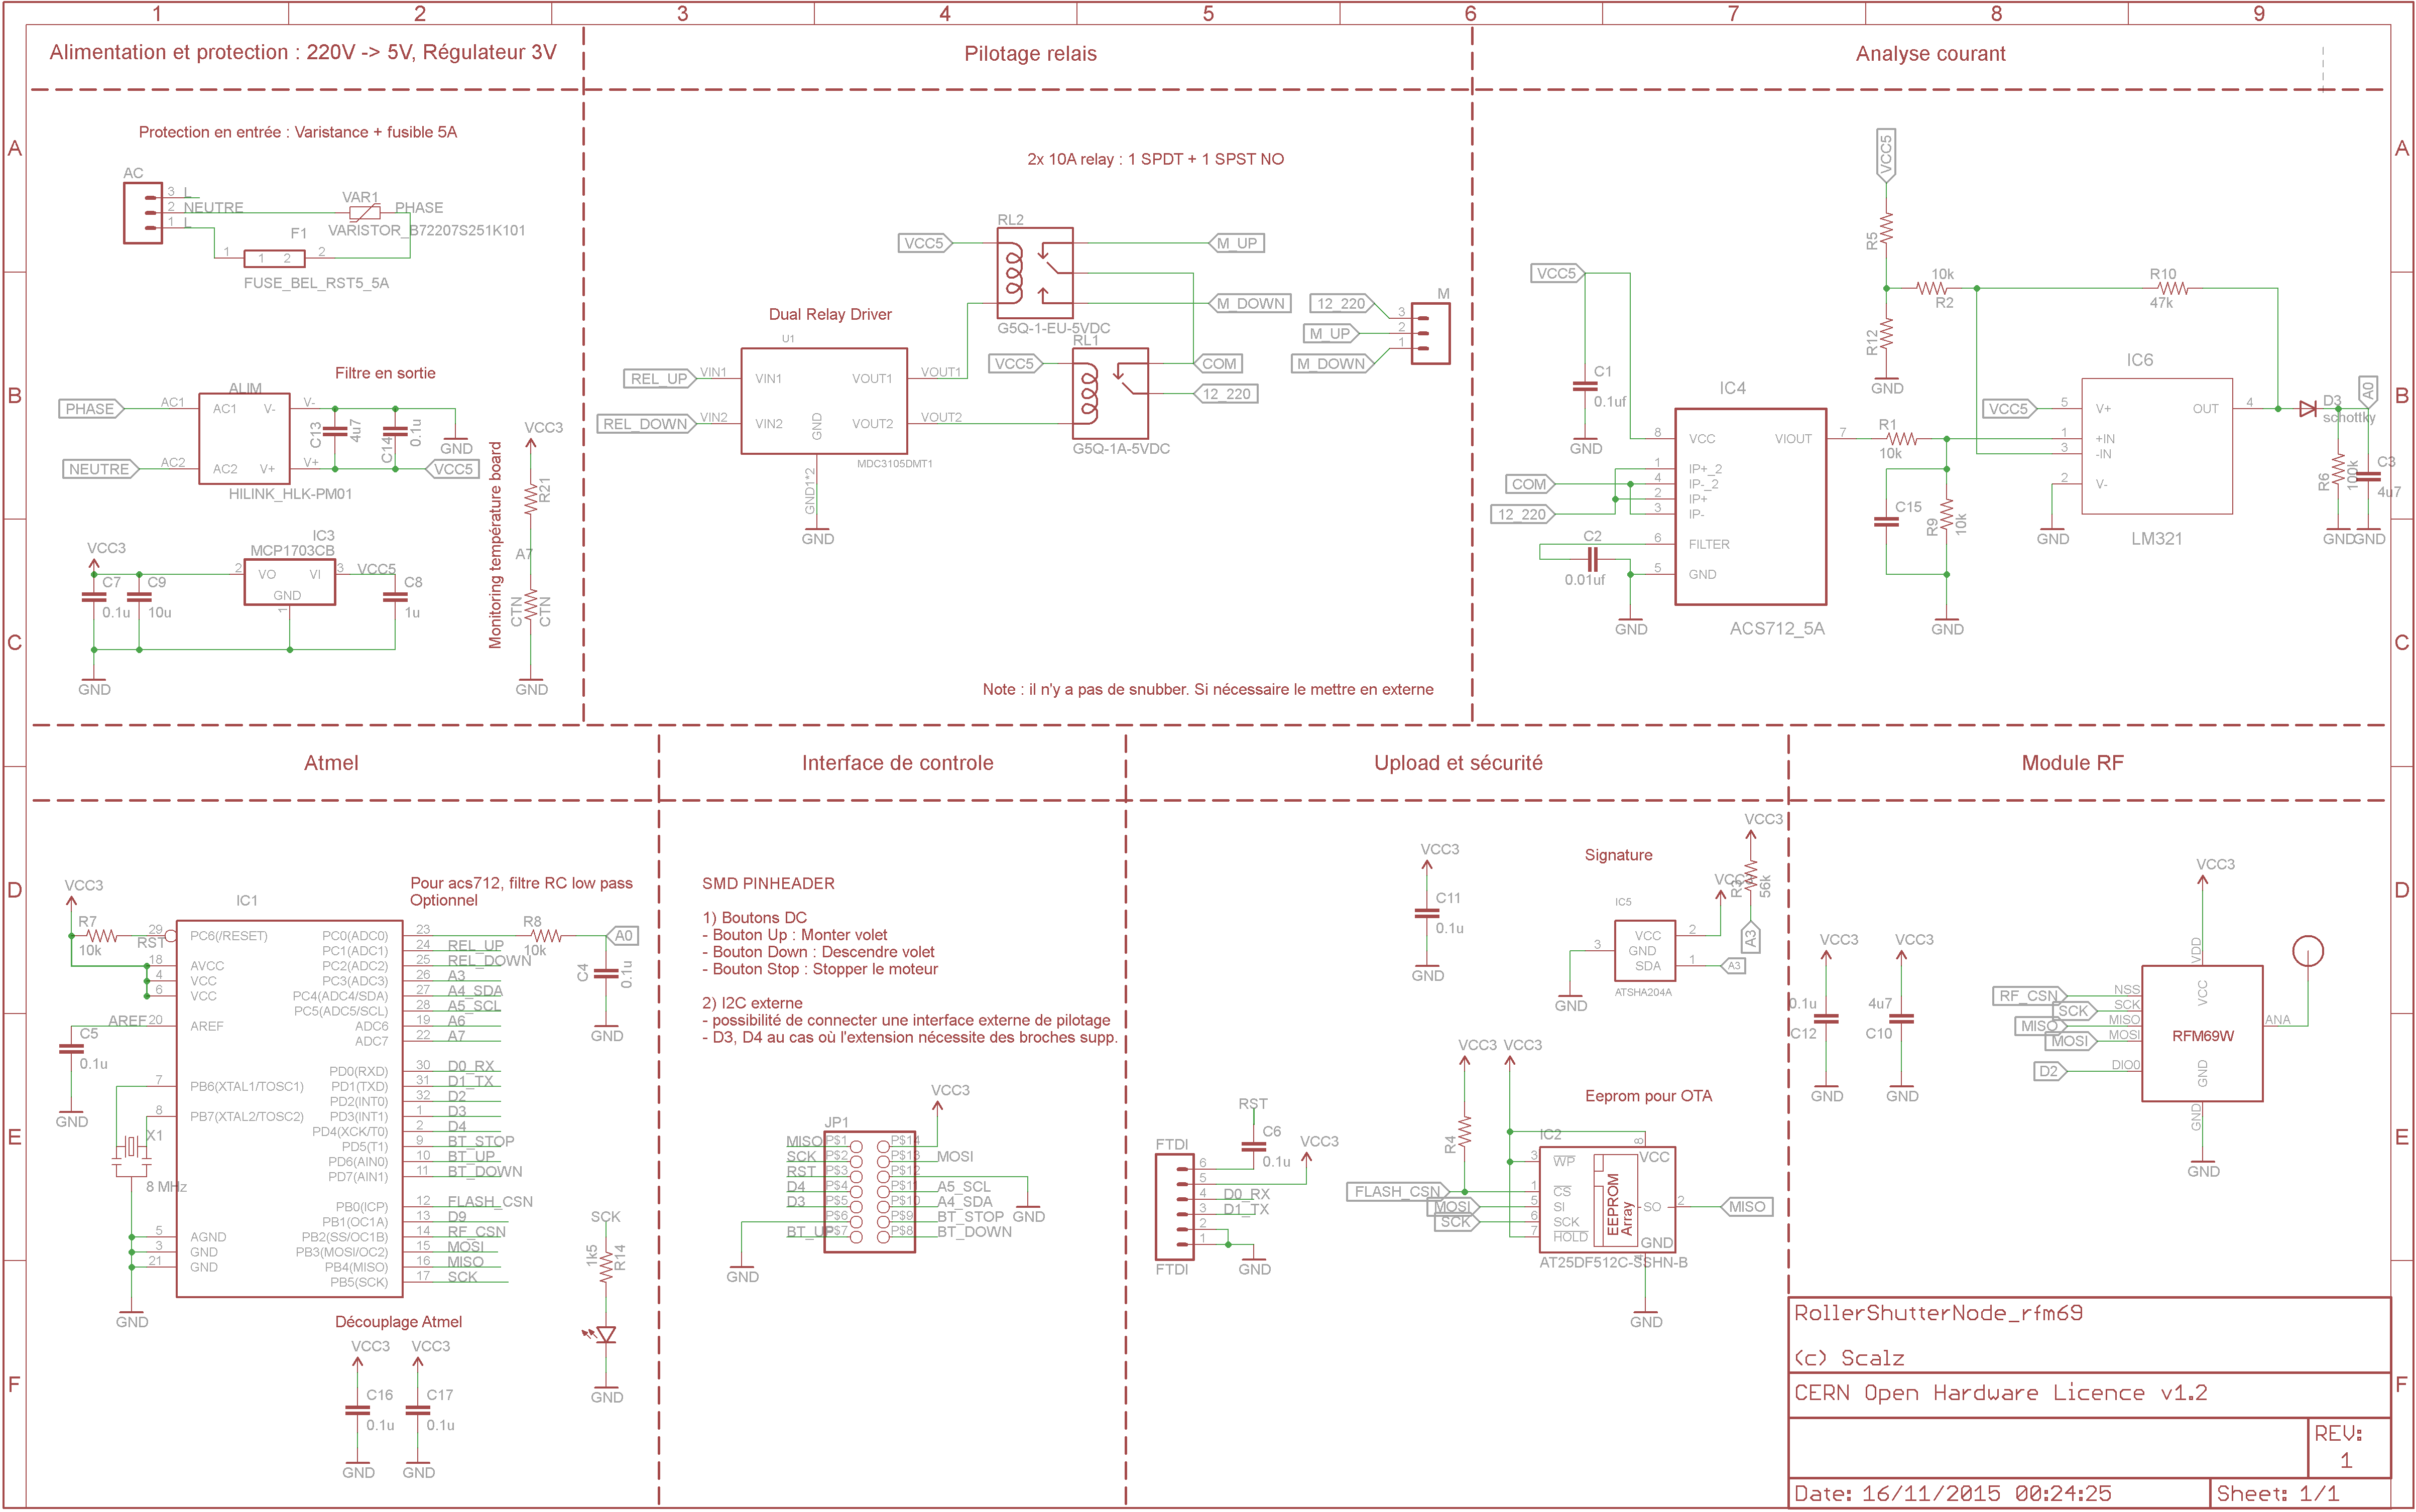 1 2 3 4 5 6 7 8 9
A
B
C
D
E
F
A
B
C
D
E
F
Alimentation et protection : 220V -> 5V, Régulateur 3V
Protection en entrée : Varistance + fusible 5A
AC
3 L
2 NEUTRE
1 L
VAR1
PHASE
VARISTOR_B72207S251K101
F1
1 1 2 2
FUSE_BEL_RST5_5A
Filtre en sortie
ALIM
PHASE AC1 AC1 V- V-
NEUTRE AC2 AC2 V+ V+
HILINK_HLK-PM01
C13 4u7
C14 0.1u
GND
VCC5
VCC3
IC3
MCP1703CB
2 VO VI 3 VCC5
GND
1
C7
0.1u
C9
10u
C8
1u
GND
Monitoring température board
VCC3
R21
A7
CTN
CTN
GND
Pilotage relais
2x 10A relay : 1 SPDT + 1 SPST NO
Dual Relay Driver
U1
REL_UP VIN1 VIN1 VOUT1 VOUT1
REL_DOWN VIN2 VIN2 VOUT2 VOUT2
GND
MDC3105DMT1
GND1*2
GND
RL2
VCC5
M_UP
M_DOWN
G5Q-1-EU-5VDC
RL1
VCC5
COM
12_220
G5Q-1A-5VDC
M
12_220 3
M_UP 2
M_DOWN 1
Note : il n'y a pas de snubber. Si nécessaire le mettre en externe
Analyse courant
VCC5
R5
10k
R2
R10
47k
R12
GND
VCC5
C1
0.1uf
GND
IC4
8 VCC VIOUT 7
1 IP+_2
4 IP-_2
2 IP+
3 IP-
6 FILTER
5 GND
COM
12_220
C2
0.01uf
GND
ACS712_5A
R1
10k
C15
R9
10k
GND
IC6
VCC5 5 V+ OUT 4
1 +IN
3 -IN
2 V-
GND
LM321
D3
schottky
A0
R6
100k
C3
4u7
GND
GND
Atmel
Pour acs712, filtre RC low pass
Optionnel
VCC3
R7
10k
RST
IC1
29 PC6(/RESET)
18 AVCC
4 VCC
6 VCC
AREF 20 AREF
7 PB6(XTAL1/TOSC1)
8 PB7(XTAL2/TOSC2)
5 AGND
3 GND
21 GND
C5
0.1u
GND
X1
8 MHz
GND
PC0(ADC0) 23
PC1(ADC1) 24 REL_UP
PC2(ADC2) 25 REL_DOWN
PC3(ADC3) 26 A3
PC4(ADC4/SDA) 27 A4_SDA
PC5(ADC5/SCL) 28 A5_SCL
ADC6 19 A6
ADC7 22 A7
PD0(RXD) 30 D0_RX
PD1(TXD) 31 D1_TX
PD2(INT0) 32 D2
PD3(INT1) 1 D3
PD4(XCK/T0) 2 D4
PD5(T1) 9 BT_STOP
PD6(AIN0) 10 BT_UP
PD7(AIN1) 11 BT_DOWN
PB0(ICP) 12 FLASH_CSN
PB1(OC1A) 13 D9
PB2(SS/OC1B) 14 RF_CSN
PB3(MOSI/OC2) 15 MOSI
PB4(MISO) 16 MISO
PB5(SCK) 17 SCK
R8
10k
A0
C4
0.1u
GND
SCK
1k5
R14
GND
Découplage Atmel
VCC3
C16
0.1u
GND
VCC3
C17
0.1u
GND
Interface de controle
SMD PINHEADER
1) Boutons DC
- Bouton Up : Monter volet
- Bouton Down : Descendre volet
- Bouton Stop : Stopper le moteur
2) I2C externe
- possibilité de connecter une interface externe de pilotage
- D3, D4 au cas où l'extension nécessite des broches supp.
VCC3
JP1
MISO P$1 P$14
SCK P$2 P$13 MOSI
RST P$3 P$12
D4 P$4 P$11 A5_SCL
D3 P$5 P$10 A4_SDA
P$6 P$9 BT_STOP
BT_UP P$7 P$8 BT_DOWN
GND
GND
Upload et sécurité
VCC3
C11
0.1u
GND
Signature
VCC3
R3
56k
A3
IC5
VCC 2
3 GND
SDA 1 A3
ATSHA204A
GND
RST
C6
0.1u
VCC3
FTDI
6
5
4 D0_RX
3 D1_TX
2
1
FTDI
GND
Eeprom pour OTA
VCC3
VCC3
R4
IC2
8
VCC
3 WP
FLASH_CSN 1 CS
MOSI 5 SI
SCK 6 SCK
7 HOLD
EEPROM
Array
SO 2 MISO
GND
4
AT25DF512C-SSHN-B
GND
Module RF
VCC3
0.1u
C12
GND
VCC3
4u7
C10
GND
VCC3
VDD
VCC
RF_CSN NSS
SCK SCK
MISO MISO
MOSI MOSI
D2 DIO0
RFM69W
ANA
GND
GND
GND
RollerShutterNode_rfm69
(c) Scalz
CERN Open Hardware Licence v1.2
REV:
1
Date: 16/11/2015 00:24:25
Sheet: 1/1